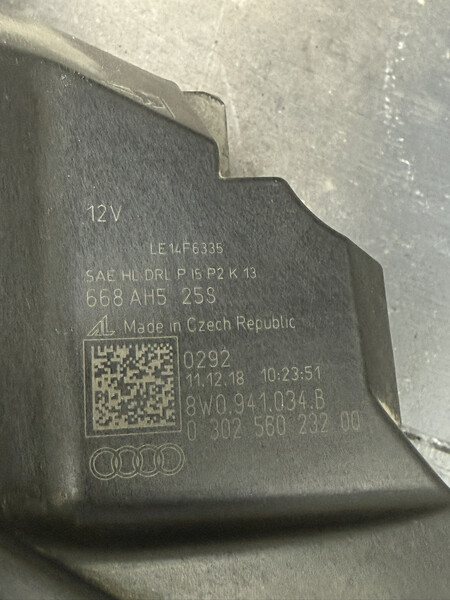 12V
LE14F6335
SAE HL DRL P I5 P2 K 13
668 AH5 25S
AL Made in Czech Republic
0292
11.12.18 10:23:51
8W0.941.034.B
0 302 560 232 00